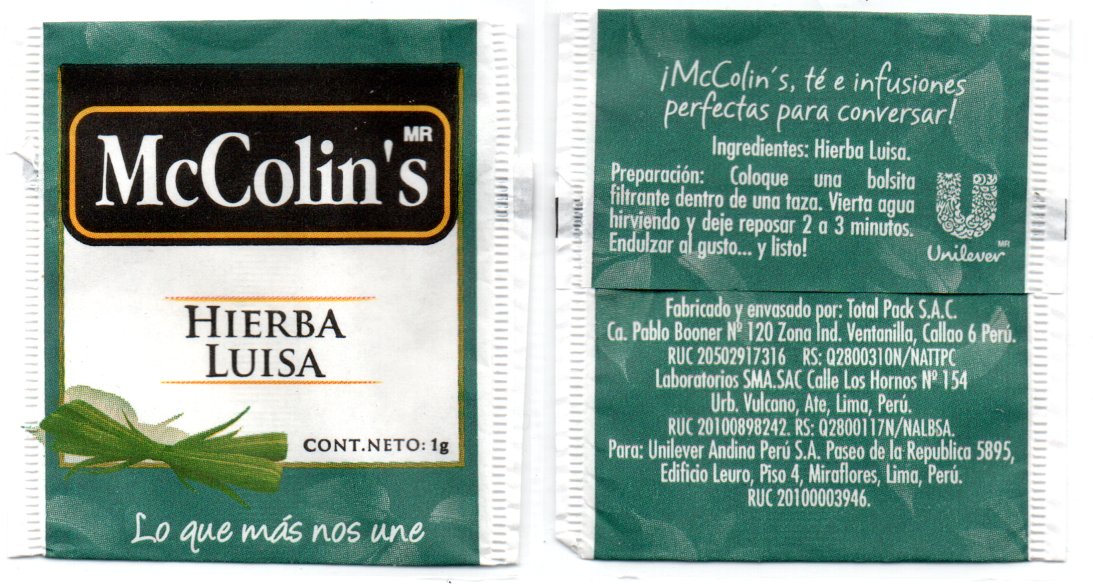 McColin's MR
HIERBA
LUISA
CONT.NETO: 1g
Lo que más nos une
¡McColin's, té e infusiones
perfectas para conversar!
Ingredientes: Hierba Luisa.
Preparación: Coloque una bolsita
filtrante dentro de una taza. Vierta agua
hirviendo y deje reposar 2 a 3 minutos.
Endulzar al gusto... y listo!
Unilever MR
Fabricado y envasado por: Total Pack S.A.C.
Ca. Pablo Booner Nº 120 Zona Ind. Ventanilla, Callao 6 Perú.
RUC 20502917316 RS: Q2800310N/NATTPC
Laboratorios SMA.SAC Calle Los Hornos Nº 154
Urb. Vulcano, Ate, Lima, Perú.
RUC 20100898242. RS: Q2800117N/NALBSA.
Para: Unilever Andina Perú S.A. Paseo de la Republica 5895,
Edificio Leuro, Piso 4, Miraflores, Lima, Perú.
RUC 20100003946.